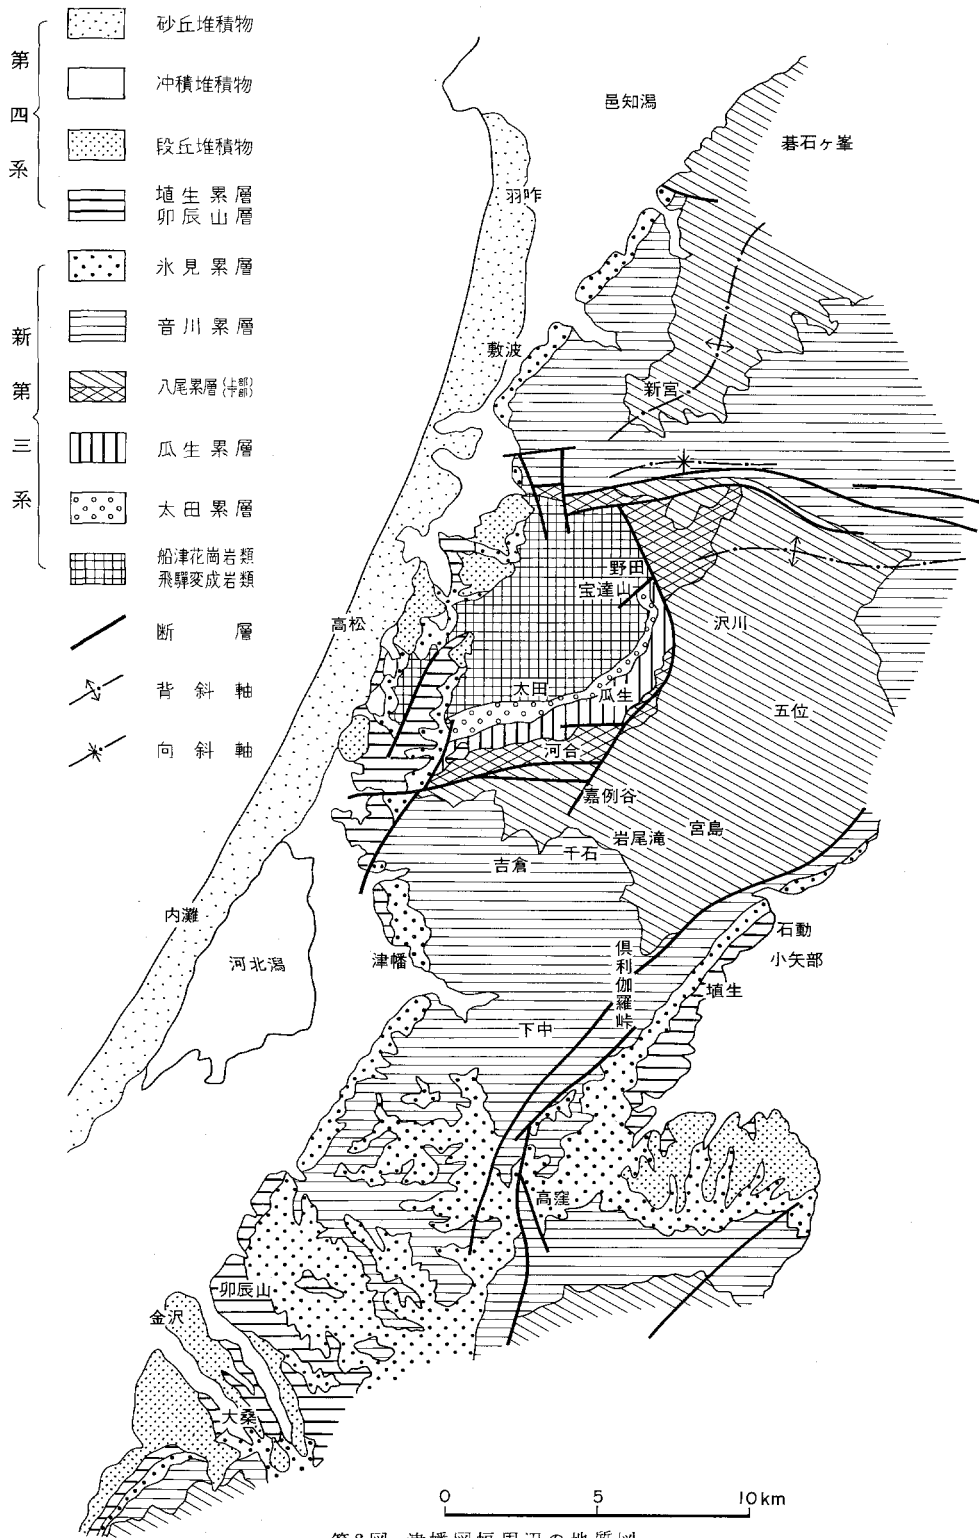 第四系
砂丘堆積物
冲積堆積物
段丘堆積物
埴生累層
卯辰山層
新第三系
氷見累層
音川累層
八尾累層(上部)(下部)
瓜生累層
太田累層
船津花崗岩類
飛驒変成岩類
断層
背斜軸
向斜軸
邑知潟
碁石ヶ峯
羽咋
敷波
新宮
野田
宝達山
高松
沢川
太田
瓜生
五位
河合
嘉例谷
宮島
岩尾滝
干石
吉倉
内灘
石動
河北潟
津幡
倶利伽羅峠
小矢部
埴生
下中
高窪
卯辰山
金沢
大桑
0 5 10km